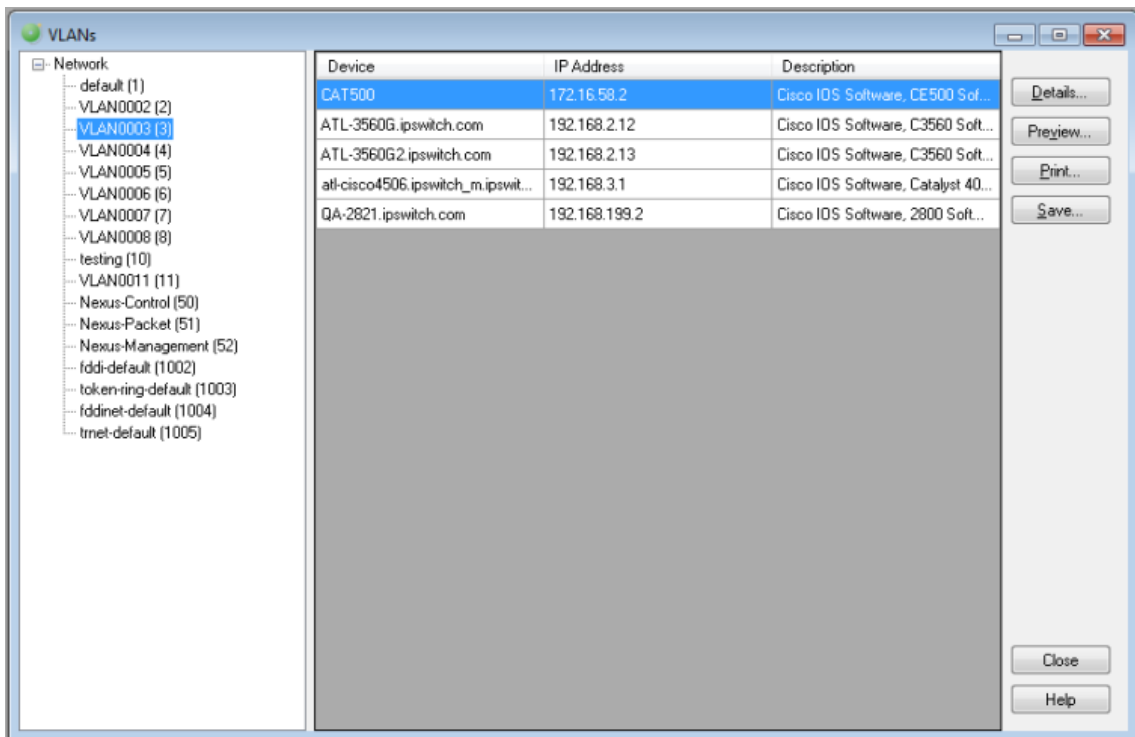 VLANs
Network
default (1)
VLAN0002 (2)
VLAN0003 (3)
VLAN0004 (4)
VLAN0005 (5)
VLAN0006 (6)
VLAN0007 (7)
VLAN0008 (8)
testing (10)
VLAN0011 (11)
Nexus-Control (50)
Nexus-Packet (51)
Nexus-Management (52)
fddi-default (1002)
token-ring-default (1003)
fddinet-default (1004)
trnet-default (1005)
Device IP Address Description
CAT500 172.16.58.2 Cisco IOS Software, CE500 Sof...
ATL-3560G.ipswitch.com 192.168.2.12 Cisco IOS Software, C3560 Soft...
ATL-3560G2.ipswitch.com 192.168.2.13 Cisco IOS Software, C3560 Soft...
atl-cisco4506.ipswitch_m.ipswit... 192.168.3.1 Cisco IOS Software, Catalyst 40...
QA-2821.ipswitch.com 192.168.199.2 Cisco IOS Software, 2800 Soft...
Details...
Preview...
Print...
Save...
Close
Help